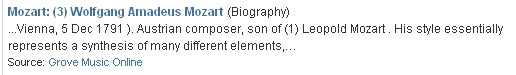 Mozart: (3) Wolfgang Amadeus Mozart (Biography)
...Vienna, 5 Dec 1791 ). Austrian composer, son of (1) Leopold Mozart . His style essentially
represents a synthesis of many different elements,...
Source: Grove Music Online